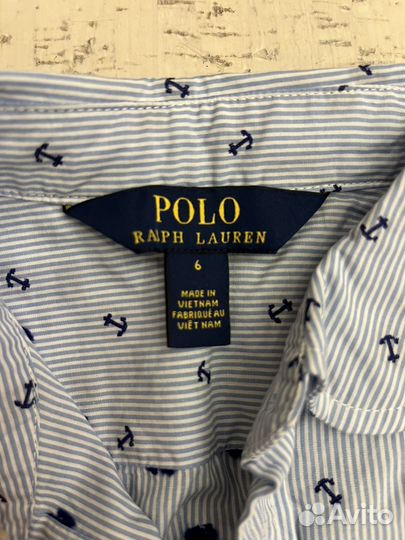 POLO
RALPH LAUREN
6
MADE IN
VIETNAM
FABRIQUÉ AU
VIÊT NAM
Avito